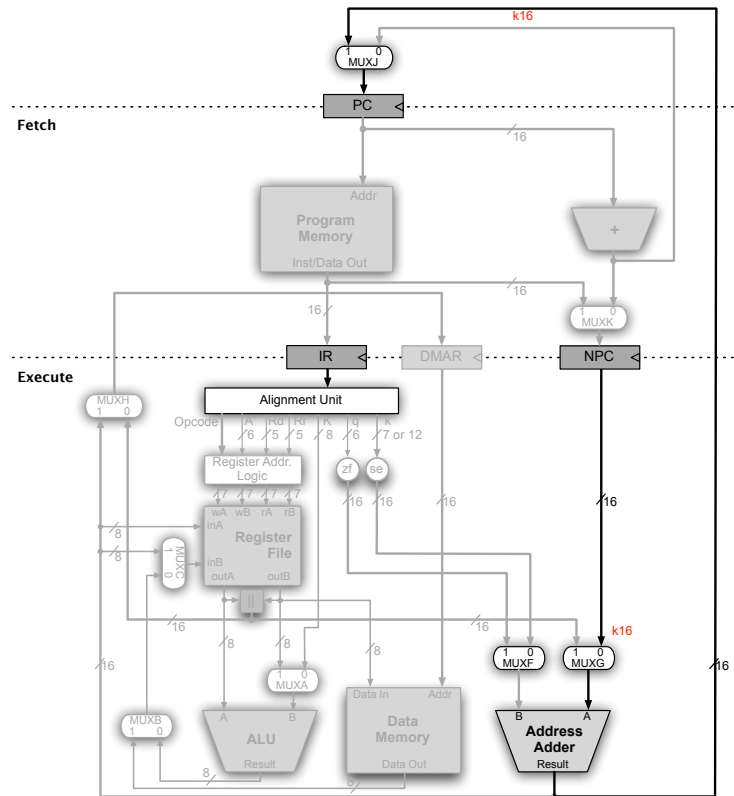 k16
1 0
MUXJ
PC
Fetch
16
Addr
Program
Memory
Inst/Data Out
+
16
16
1 0
MUXK
IR
DMAR
NPC
Execute
MUXH
1 0
Alignment Unit
Opcode A Rd Rr K q k
6 5 5 8 6 7 or 12
Register Addr.
Logic
zf se
7 7 7 7
16 16 16 16
wA wB rA rB
inA
8
Register
File
MUXC
1 0
8
inB
outA outB
||
16 16
k16
8 8 8
1 0
MUXF
1 0
MUXG
16 16
1 0
MUXA
Data In Addr
MUXB
1 0
A B
ALU
Result
Data
Memory
Data Out
B A
Address
Adder
Result
8
8